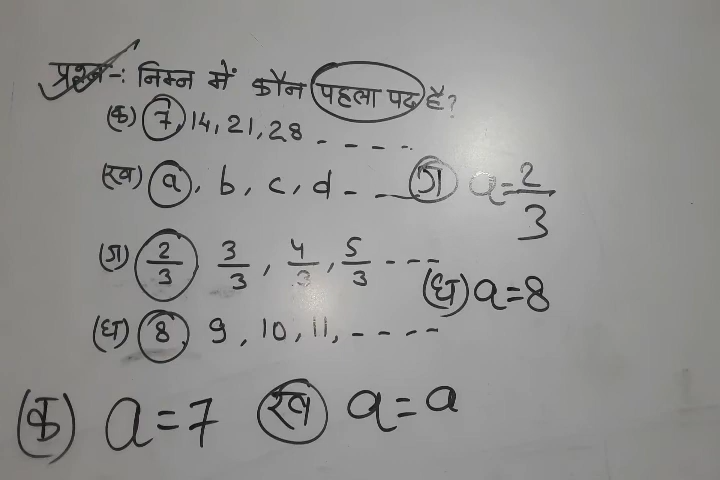 प्रश्न-: निम्न में कौन पहला पद है?
(क) 7, 14, 21, 28 - - - - -
(ख) a, b, c, d - ---
(ग) a = 2/3
(ग) 2/3, 3/3, 4/3, 5/3 - - - -
(घ) a = 8
(घ) 8, 9, 10, 11, - - - - -
(क) a = 7 (ख) a = a